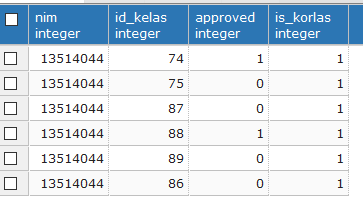 nim id_kelas approved is_korlas
integer integer integer integer
13514044 74 1 1
13514044 75 0 1
13514044 87 0 1
13514044 88 1 1
13514044 89 0 1
13514044 86 0 1